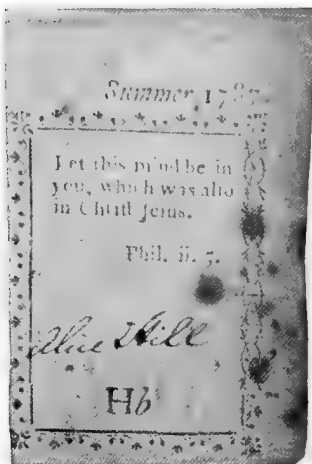 Summer, 178
Let this mind be in
you, which was alſo
in Chriſt Jeſus.
Phil. ii. 5.
Alice Hill
Hb